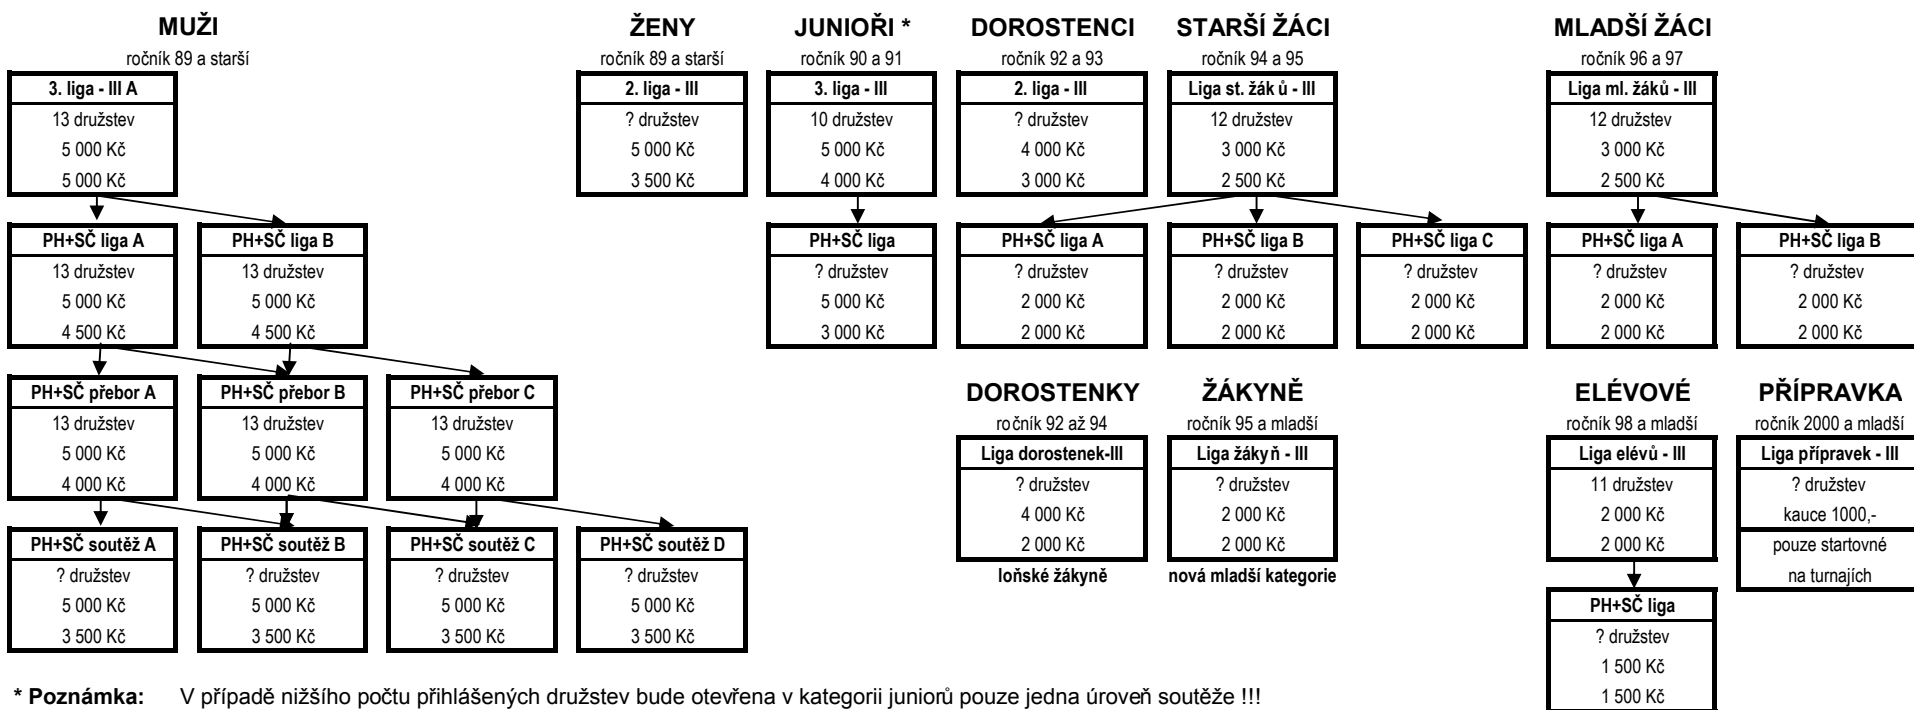 MUŽI
ročník 89 a starší
3. liga - III A
13 družstev
5 000 Kč
5 000 Kč
PH+SČ liga A
13 družstev
5 000 Kč
4 500 Kč
PH+SČ liga B
13 družstev
5 000 Kč
4 500 Kč
PH+SČ přebor A
13 družstev
5 000 Kč
4 000 Kč
PH+SČ přebor B
13 družstev
5 000 Kč
4 000 Kč
PH+SČ přebor C
13 družstev
5 000 Kč
4 000 Kč
PH+SČ soutěž A
? družstev
5 000 Kč
3 500 Kč
PH+SČ soutěž B
? družstev
5 000 Kč
3 500 Kč
PH+SČ soutěž C
? družstev
5 000 Kč
3 500 Kč
PH+SČ soutěž D
? družstev
5 000 Kč
3 500 Kč
ŽENY
ročník 89 a starší
2. liga - III
? družstev
5 000 Kč
3 500 Kč
JUNIOŘI *
ročník 90 a 91
3. liga - III
10 družstev
5 000 Kč
4 000 Kč
PH+SČ liga
? družstev
5 000 Kč
3 000 Kč
DOROSTENCI
ročník 92 a 93
2. liga - III
? družstev
4 000 Kč
3 000 Kč
STARŠÍ ŽÁCI
ročník 94 a 95
Liga st. žáků - III
12 družstev
3 000 Kč
2 500 Kč
PH+SČ liga A
? družstev
2 000 Kč
2 000 Kč
PH+SČ liga B
? družstev
2 000 Kč
2 000 Kč
PH+SČ liga C
? družstev
2 000 Kč
2 000 Kč
MLADŠÍ ŽÁCI
ročník 96 a 97
Liga ml. žáků - III
12 družstev
3 000 Kč
2 500 Kč
PH+SČ liga A
? družstev
2 000 Kč
2 000 Kč
PH+SČ liga B
? družstev
2 000 Kč
2 000 Kč
DOROSTENKY
ročník 92 až 94
Liga dorostenek-III
? družstev
4 000 Kč
2 000 Kč
loňské žákyně
ŽÁKYNĚ
ročník 95 a mladší
Liga žákyň - III
? družstev
2 000 Kč
2 000 Kč
nová mladší kategorie
ELÉVOVÉ
ročník 98 a mladší
Liga elévů - III
11 družstev
2 000 Kč
2 000 Kč
PH+SČ liga
? družstev
1 500 Kč
1 500 Kč
PŘÍPRAVKA
ročník 2000 a mladší
Liga přípravek - III
? družstev
kauce 1000,-
pouze startovné
na turnajích
* Poznámka: V případě nižšího počtu přihlášených družstev bude otevřena v kategorii juniorů pouze jedna úroveň soutěže !!!